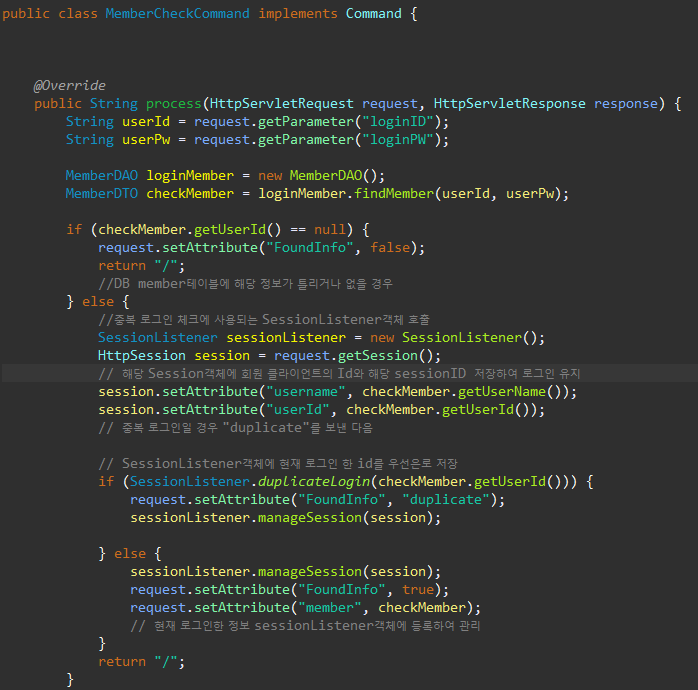 public class MemberCheckCommand implements Command {
@Override
public String process(HttpServletRequest request, HttpServletResponse response) {
String userId = request.getParameter("loginID");
String userPw = request.getParameter("loginPW");
MemberDAO loginMember = new MemberDAO();
MemberDTO checkMember = loginMember.findMember(userId, userPw);
if (checkMember.getUserId() == null) {
request.setAttribute("FoundInfo", false);
return "/";
//DB member테이블에 해당 정보가 틀리거나 없을 경우
} else {
//중복 로그인 체크에 사용되는 SessionListener객체 호출
SessionListener sessionListener = new SessionListener();
HttpSession session = request.getSession();
// 해당 Session객체에 회원 클라이언트의 Id와 해당 sessionID 저장하여 로그인 유지
session.setAttribute("username", checkMember.getUserName());
session.setAttribute("userId", checkMember.getUserId());
// 중복 로그인일 경우 "duplicate"를 보낸 다음
// SessionListener객체에 현재 로그인 한 id를 우선은로 저장
if (SessionListener.duplicateLogin(checkMember.getUserId())) {
request.setAttribute("FoundInfo", "duplicate");
sessionListener.manageSession(session);
} else {
sessionListener.manageSession(session);
request.setAttribute("FoundInfo", true);
request.setAttribute("member", checkMember);
// 현재 로그인한 정보 sessionListener객체에 등록하여 관리
}
return "/";
}